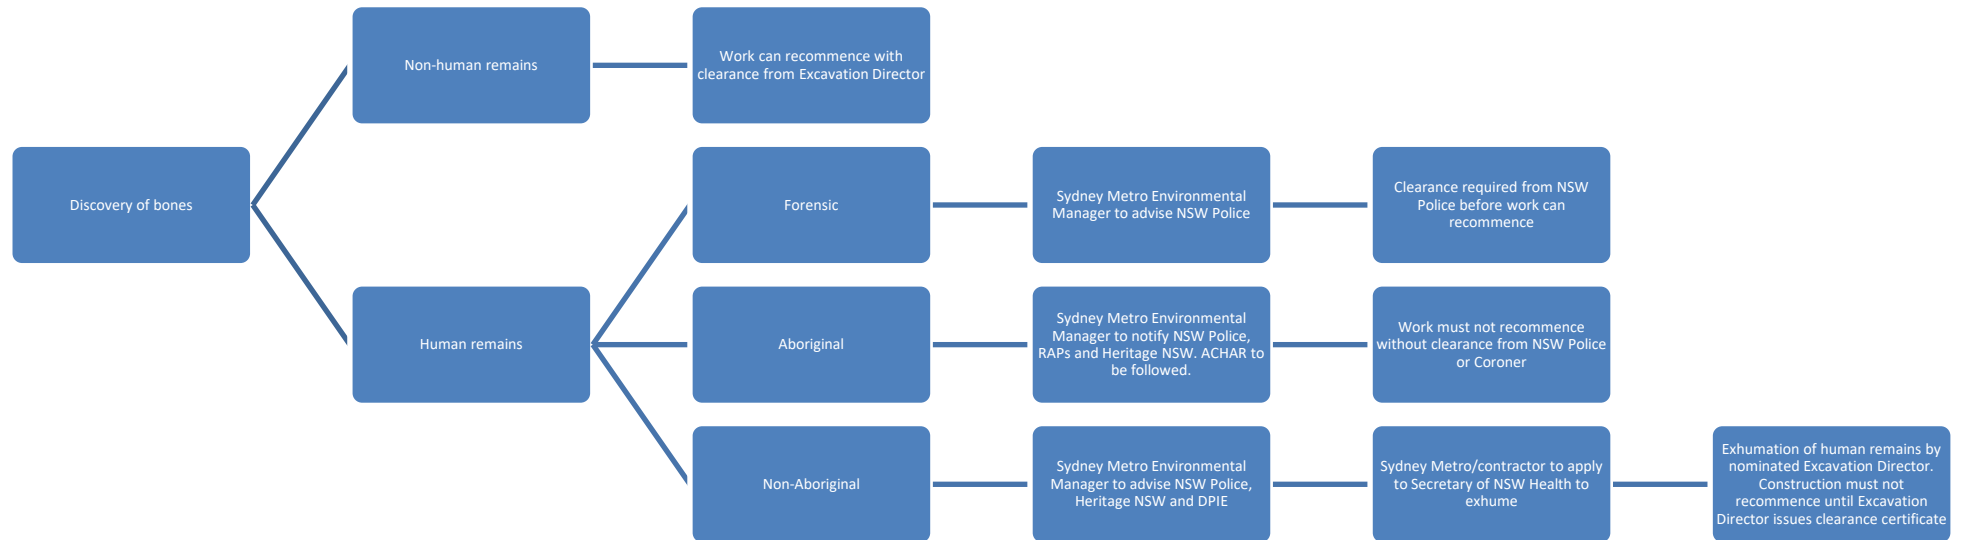 Non-human remains
Work can recommence with
clearance from Excavation Director
Discovery of bones
Forensic
Sydney Metro Environmental
Manager to advise NSW Police
Clearance required from NSW
Police before work can
recommence
Human remains
Aboriginal
Sydney Metro Environmental
Manager to notify NSW Police,
RAPs and Heritage NSW. ACHAR to
be followed.
Work must not recommence
without clearance from NSW Police
or Coroner
Non-Aboriginal
Sydney Metro Environmental
Manager to advise NSW Police,
Heritage NSW and DPIE
Sydney Metro/contractor to apply
to Secretary of NSW Health to
exhume
Exhumation of human remains by
nominated Excavation Director.
Construction must not
recommence until Excavation
Director issues clearance certificate